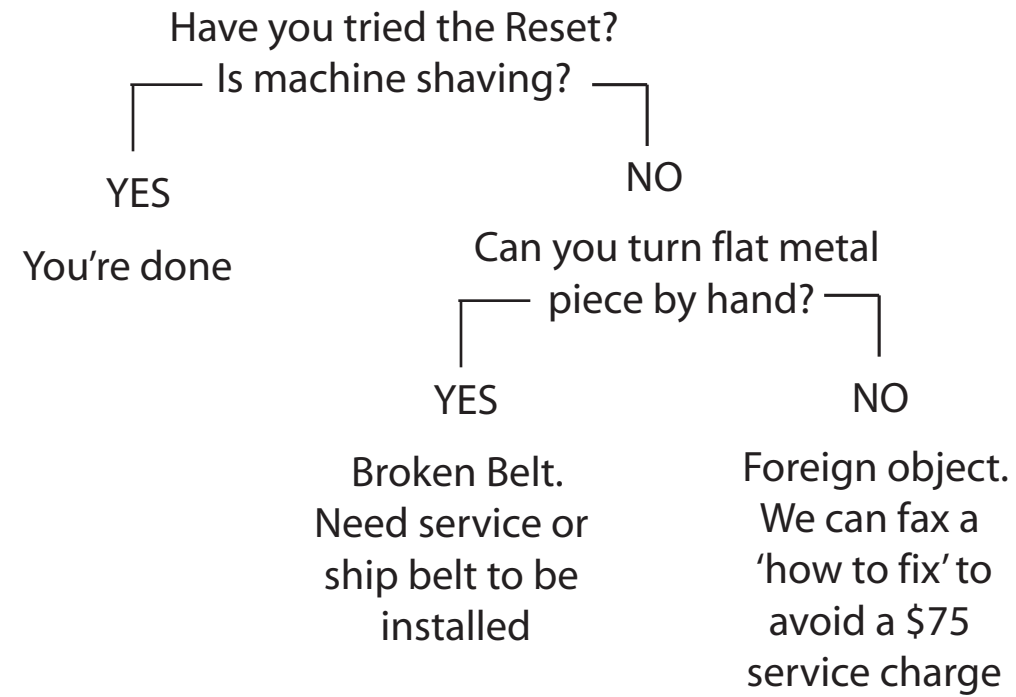 Have you tried the Reset?
Is machine shaving?
YES
You're done
NO
Can you turn flat metal
piece by hand?
YES
Broken Belt.
Need service or
ship belt to be
installed
NO
Foreign object.
We can fax a
‘how to fix’ to
avoid a $75
service charge